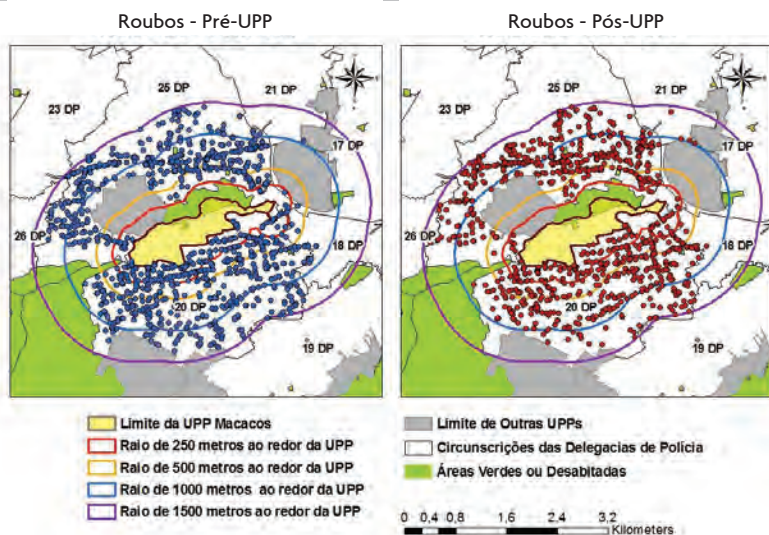 Roubos - Pré-UPP
23 DP
25 DP
21 DP
17 DP
26 DP
18 DP
20 DP
19 DP
Roubos - Pós-UPP
23 DP
25 DP
21 DP
17 DP
26 DP
18 DP
20 DP
19 DP
Limite da UPP Macacos
Raio de 250 metros ao redor da UPP
Raio de 500 metros ao redor da UPP
Raio de 1000 metros ao redor da UPP
Raio de 1500 metros ao redor da UPP
Limite de Outras UPPs
Circunscrições das Delegacias de Polícia
Áreas Verdes ou Desabitadas
0 0,4 0,8 1,6 2,4 3,2
Kilometers